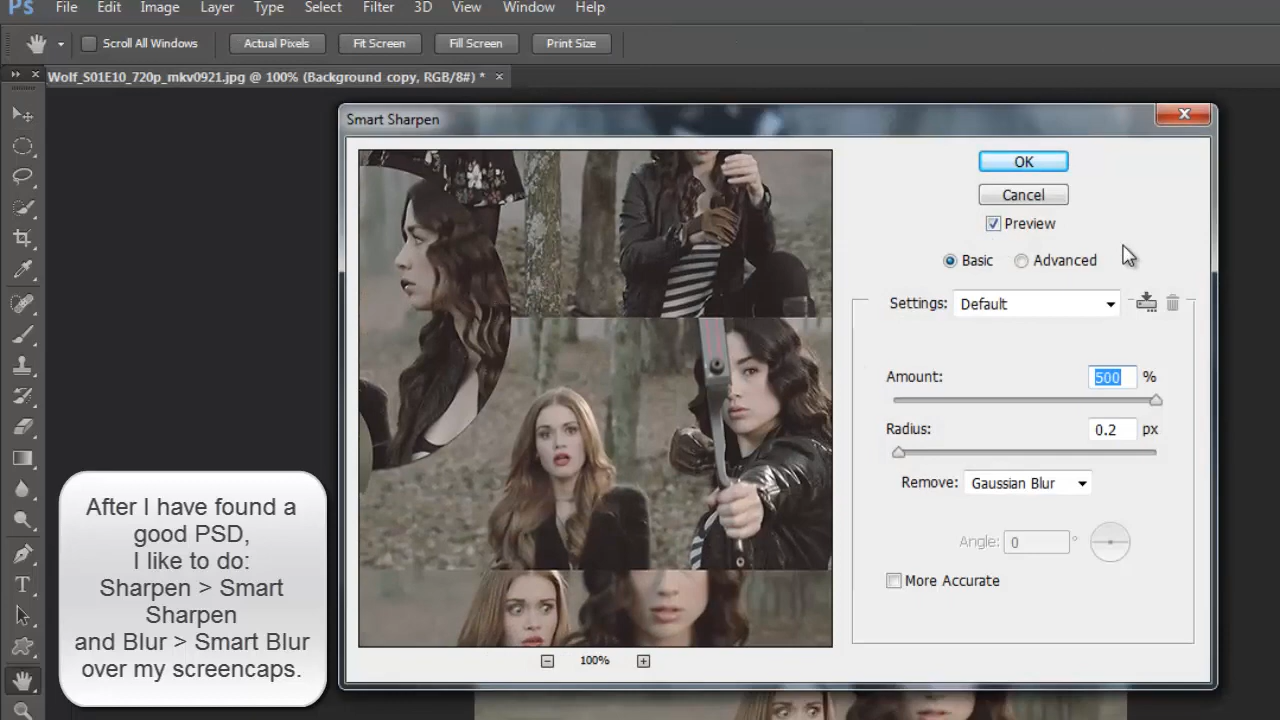 Ps File Edit Image Layer Type Select Filter 3D View Window Help
Scroll All Windows Actual Pixels Fit Screen Fill Screen Print Size
Wolf_S01E10_720p_mkv0921.jpg @ 100% (Background copy, RGB/8#) *
Smart Sharpen
OK
Cancel
Preview
Basic Advanced
Settings: Default
Amount: 500 %
Radius: 0.2 px
Remove: Gaussian Blur
Angle: 0 °
More Accurate
100%
After I have found a
good PSD,
I like to do:
Sharpen > Smart
Sharpen
and Blur > Smart Blur
over my screencaps.